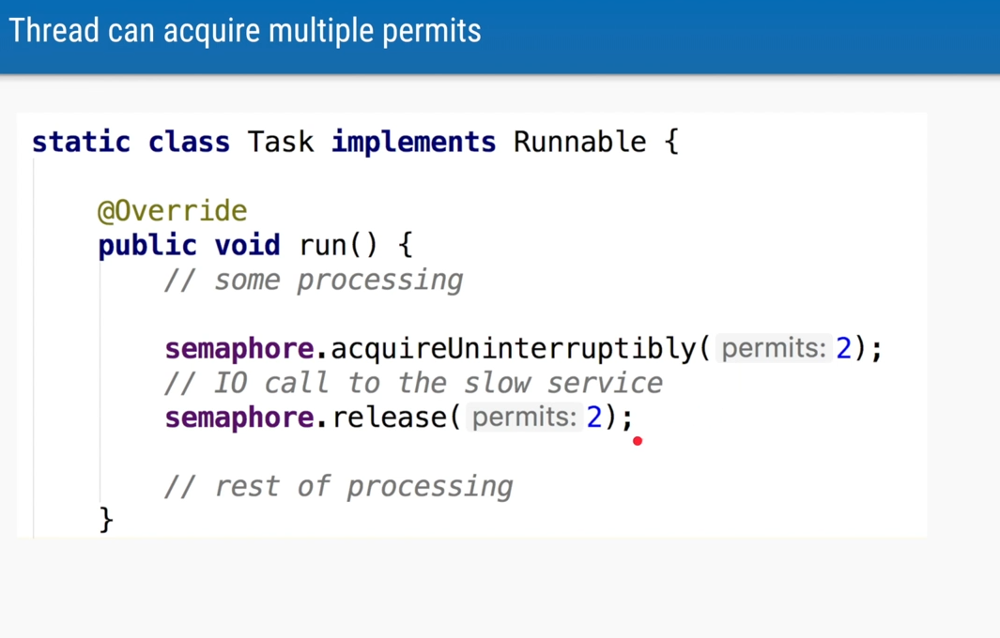 Thread can acquire multiple permits
static class Task implements Runnable {
@Override
public void run() {
// some processing
semaphore.acquireUninterruptibly( permits: 2);
// IO call to the slow service
semaphore.release( permits: 2);
// rest of processing
}